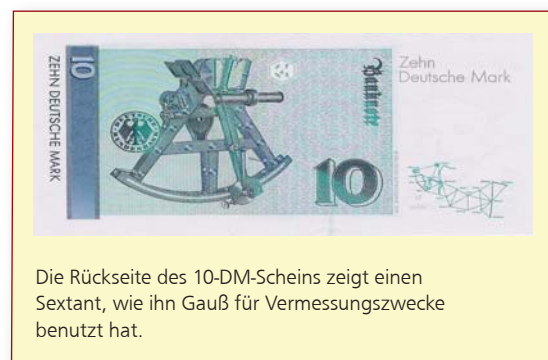 10
ZEHN DEUTSCHE MARK
Banknote
Zehn
Deutsche Mark
10
Die Rückseite des 10-DM-Scheins zeigt einen
Sextant, wie ihn Gauß für Vermessungszwecke
benutzt hat.